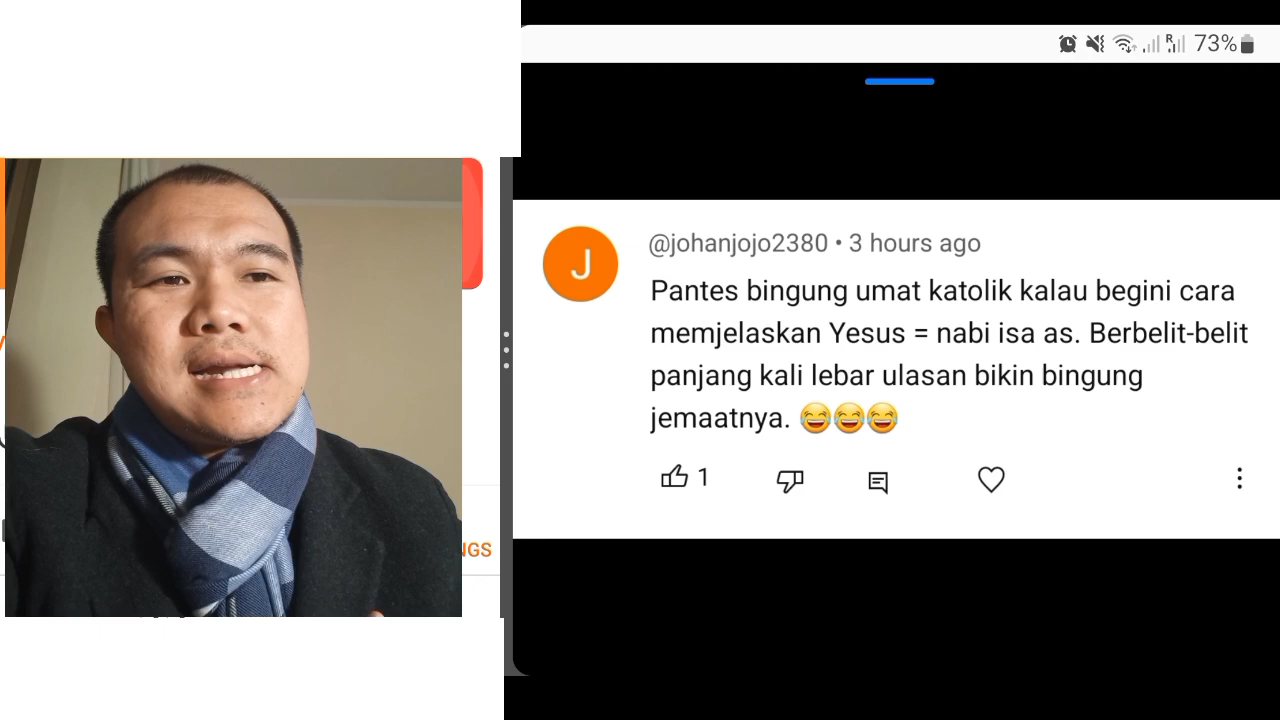 73%
@johanjojo2380 • 3 hours ago
J
Pantes bingung umat katolik kalau begini cara
memjelaskan Yesus = nabi isa as. Berbelit-belit
panjang kali lebar ulasan bikin bingung
jemaatnya. 😂😂😂
1